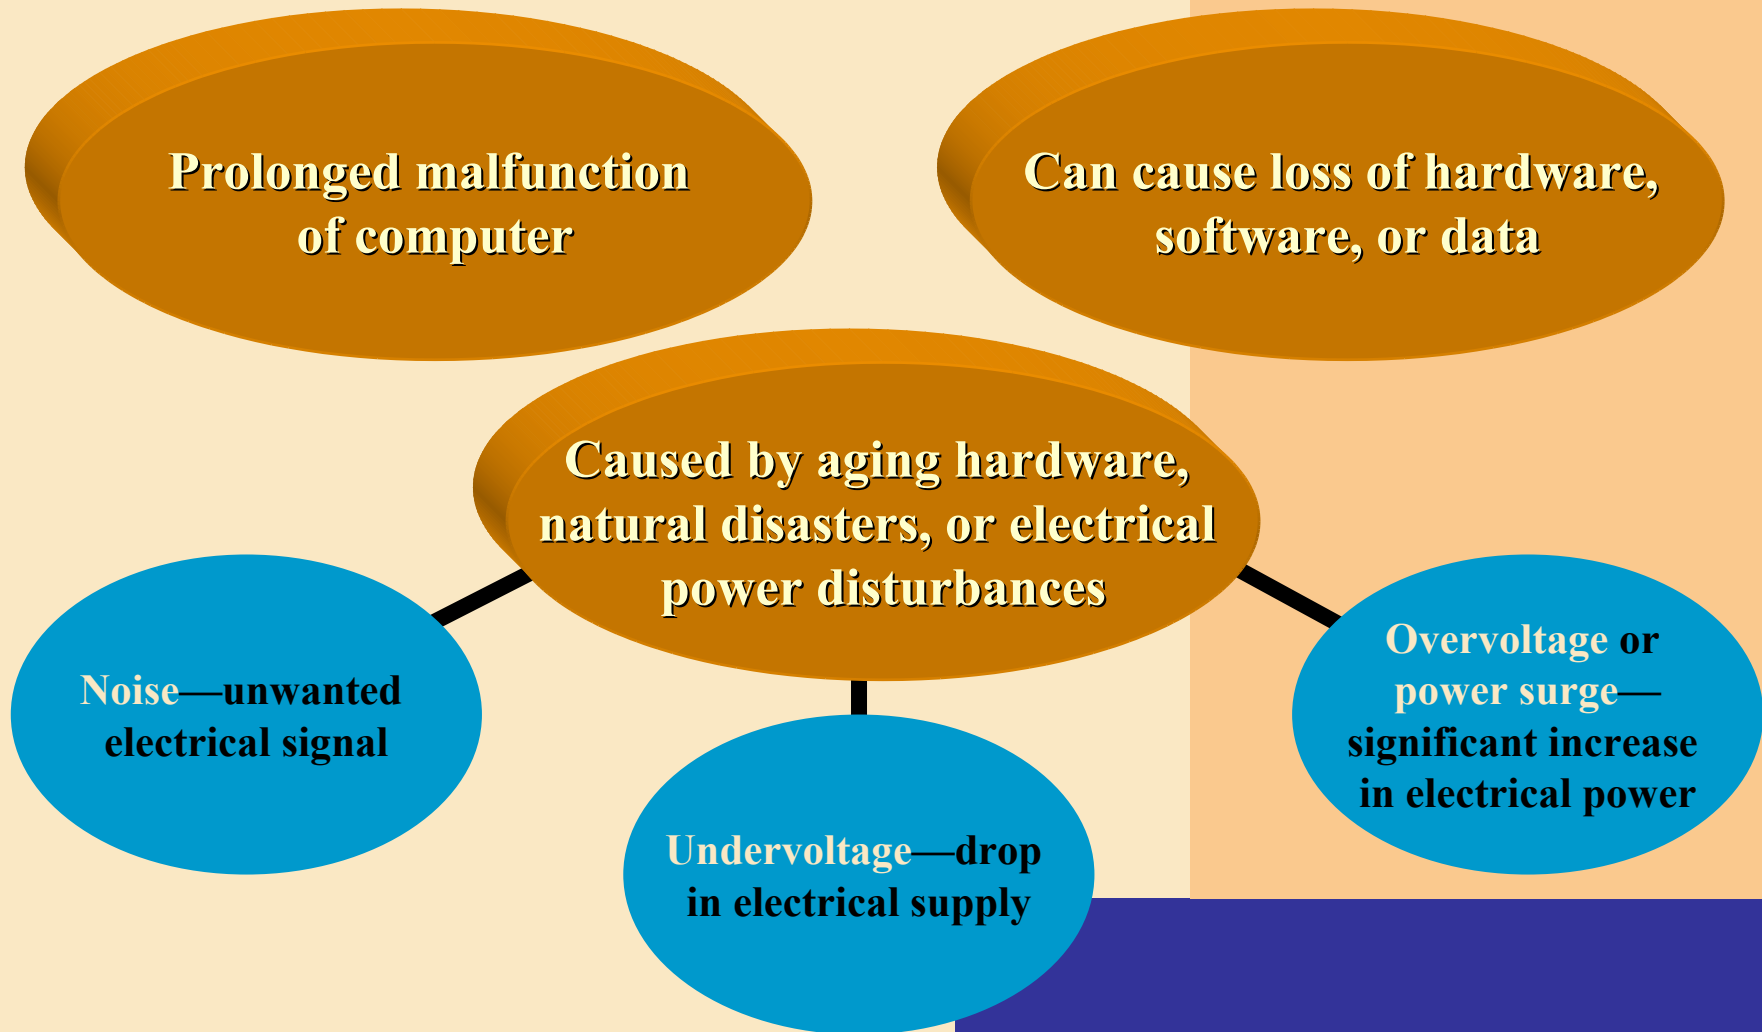 Prolonged malfunction
of computer
Can cause loss of hardware,
software, or data
Caused by aging hardware,
natural disasters, or electrical
power disturbances
Noise—unwanted
electrical signal
Undervoltage—drop
in electrical supply
Overvoltage or
power surge—
significant increase
in electrical power